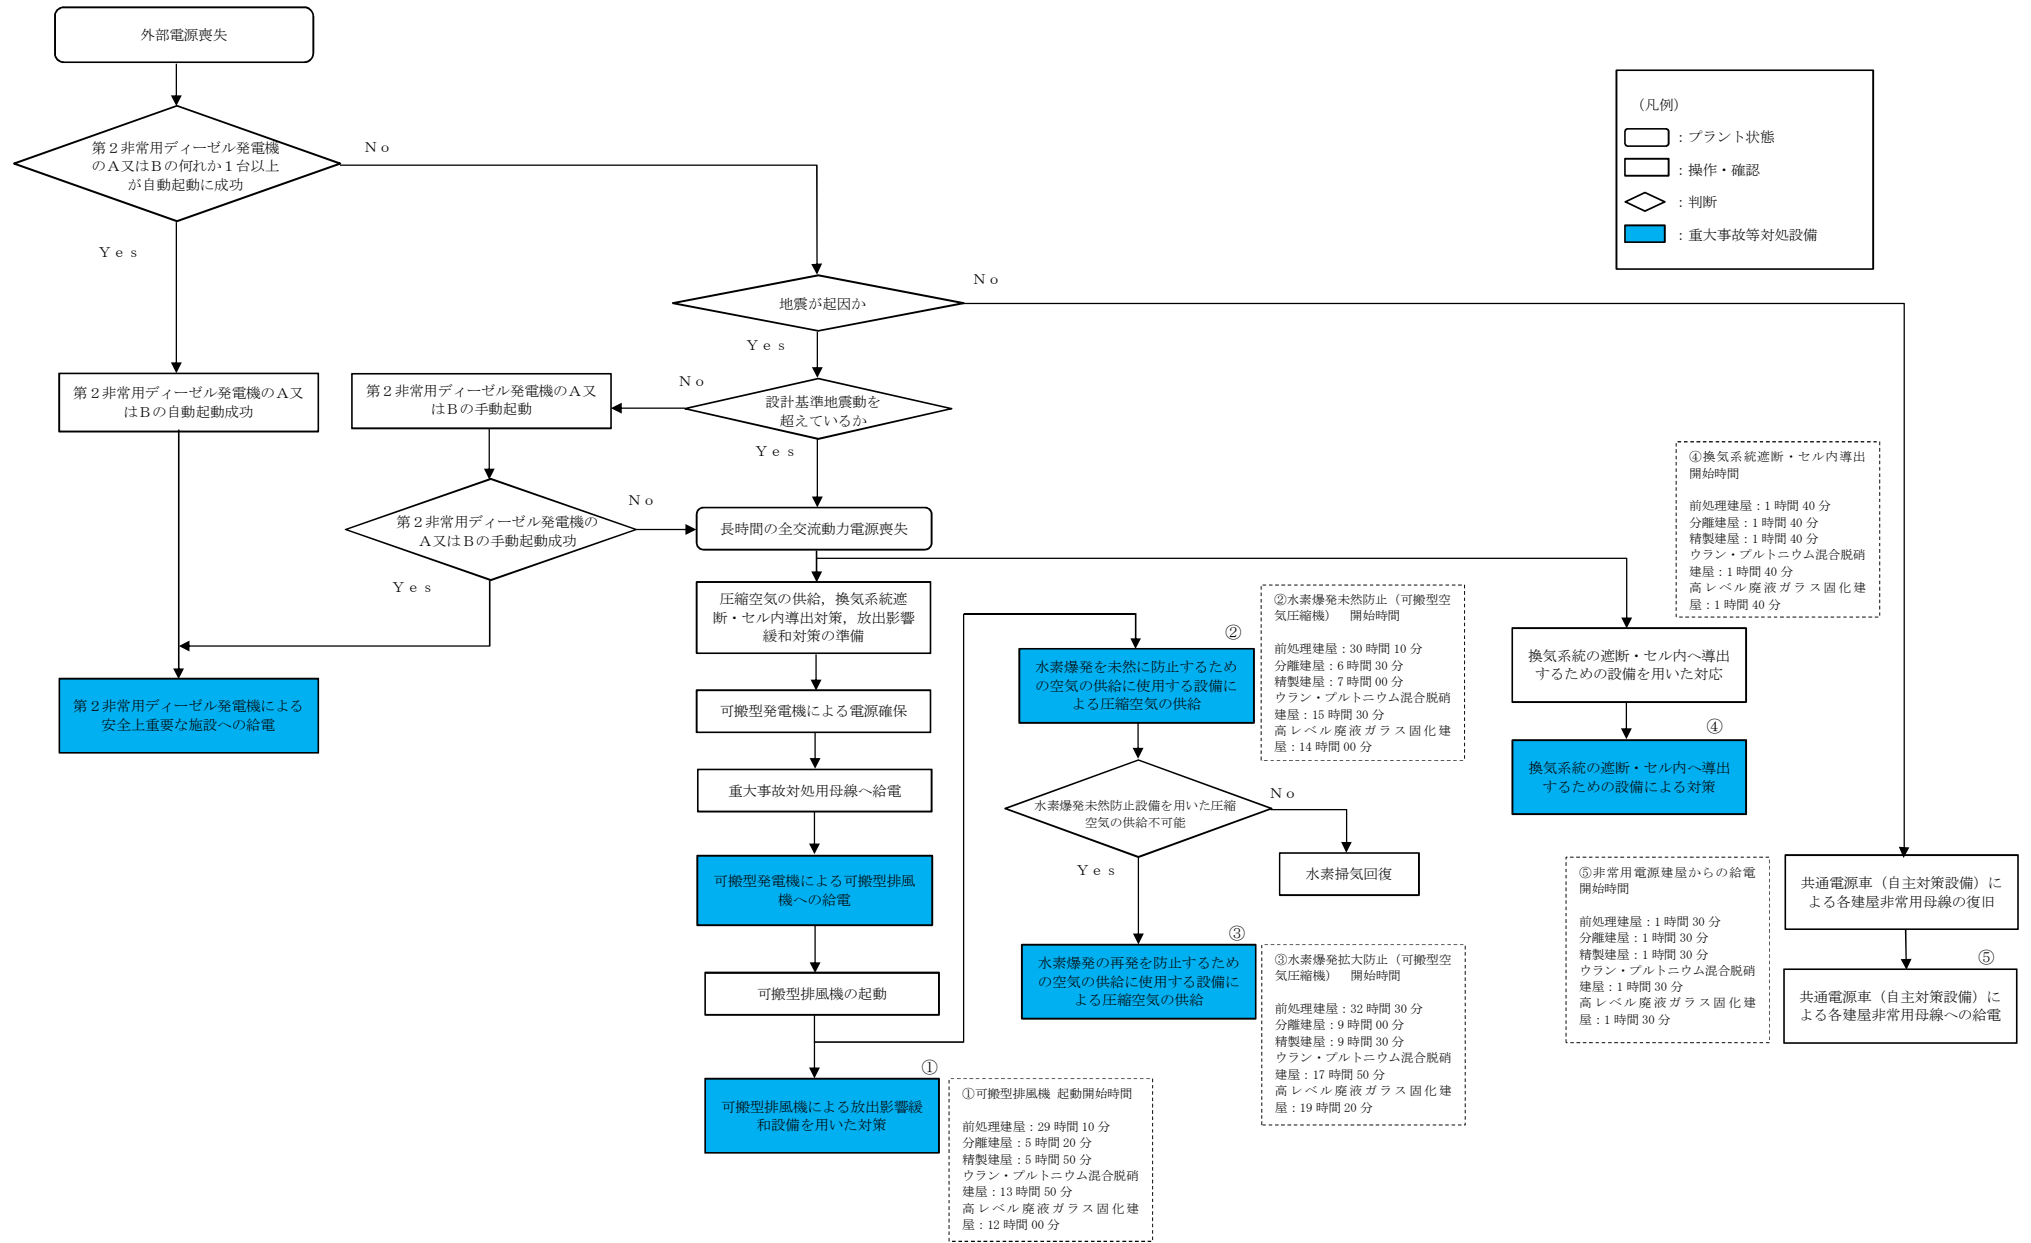 外部電源喪失
第２非常用ディーゼル発電機
のＡ又はＢの何れか１台以上
が自動起動に成功
Ｎｏ
Ｙｅｓ
（凡例）
：プラント状態
：操作・確認
：判断
：重大事故等対処設備
地震が起因か
Ｎｏ
Ｙｅｓ
設計基準地震動を
超えているか
Ｎｏ
Ｙｅｓ
第２非常用ディーゼル発電機のＡ又
はＢの自動起動成功
第２非常用ディーゼル発電機のＡ又
はＢの手動起動
第２非常用ディーゼル発電機の
Ａ又はＢの手動起動成功
Ｎｏ
Ｙｅｓ
第２非常用ディーゼル発電機による
安全上重要な施設への給電
長時間の全交流動力電源喪失
圧縮空気の供給，換気系統遮
断・セル内導出対策，放出影響
緩和対策の準備
可搬型発電機による電源確保
重大事故対処用母線へ給電
可搬型発電機による可搬型排風
機への給電
可搬型排風機の起動
①
可搬型排風機による放出影響緩
和設備を用いた対策
①可搬型排風機 起動開始時間
前処理建屋：29 時間 10 分
分離建屋：5 時間 20 分
精製建屋：5 時間 50 分
ウラン・プルトニウム混合脱硝
建屋：13 時間 50 分
高レベル廃液ガラス固化建
屋：12 時間 00 分
②
水素爆発を未然に防止するため
の空気の供給に使用する設備に
よる圧縮空気の供給
②水素爆発未然防止（可搬型空
気圧縮機） 開始時間
前処理建屋：30 時間 10 分
分離建屋：6 時間 30 分
精製建屋：7 時間 00 分
ウラン・プルトニウム混合脱硝
建屋：15 時間 30 分
高レベル廃液ガラス固化建
屋：14 時間 00 分
水素爆発未然防止設備を用いた圧縮
空気の供給不可能
Ｎｏ
Ｙｅｓ
水素掃気回復
③
水素爆発の再発を防止するため
の空気の供給に使用する設備に
よる圧縮空気の供給
③水素爆発拡大防止（可搬型空
気圧縮機） 開始時間
前処理建屋：32 時間 30 分
分離建屋：9 時間 00 分
精製建屋：9 時間 30 分
ウラン・プルトニウム混合脱硝
建屋：17 時間 50 分
高レベル廃液ガラス固化建
屋：19 時間 20 分
④換気系統遮断・セル内導出
開始時間
前処理建屋：1 時間 40 分
分離建屋：1 時間 40 分
精製建屋：1 時間 40 分
ウラン・プルトニウム混合脱硝
建屋：1 時間 40 分
高レベル廃液ガラス固化建
屋：1 時間 40 分
換気系統の遮断・セル内へ導出
するための設備を用いた対応
④
換気系統の遮断・セル内へ導出
するための設備による対策
⑤非常用電源建屋からの給電
開始時間
前処理建屋：1 時間 30 分
分離建屋：1 時間 30 分
精製建屋：1 時間 30 分
ウラン・プルトニウム混合脱硝
建屋：1 時間 30 分
高レベル廃液ガラス固化建
屋：1 時間 30 分
共通電源車（自主対策設備）に
よる各建屋非常用母線の復旧
⑤
共通電源車（自主対策設備）に
よる各建屋非常用母線への給電